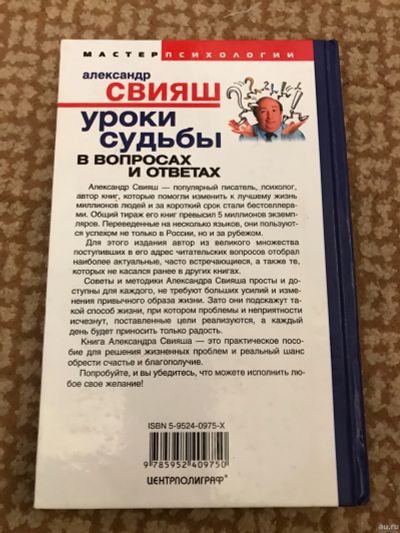 МАСТЕР ПСИХОЛОГИИ
александр
СВИЯШ
уроки
судьбы
В ВОПРОСАХ
И ОТВЕТАХ
Александр Свияш — популярный писатель, психолог,
автор книг, которые помогли изменить к лучшему жизнь
миллионов людей и за короткий срок стали бестселле-
рами. Общий тираж его книг превысил 5 миллионов экземп-
ляров. Переведенные на несколько языков, они пользуют-
ся успехом не только в России, но и за рубежом.
Для этого издания автор из великого множества
поступивших в его адрес читательских вопросов отобрал
наиболее актуальные, часто встречающиеся, а также те,
которых не касался ранее в других книгах.
Советы и методики Александра Свияша просты и до-
ступны для каждого, не требуют больших усилий и изме-
нения привычного образа жизни. Зато они подскажут та-
кой способ жизни, при котором проблемы и неприятности
исчезнут, поставленные цели реализуются, а каждый
день будет приносить только радость.
Книга Александра Свияша — это практическое посо-
бие для решения жизненных проблем и реальный шанс
обрести счастье и благополучие.
Попробуйте, и вы убедитесь, что можете исполнить лю-
бое свое желание!
ISBN 5-9524-0975-X
9 785952 409750
ЦЕНТРПОЛИГРАФ®
au.ru